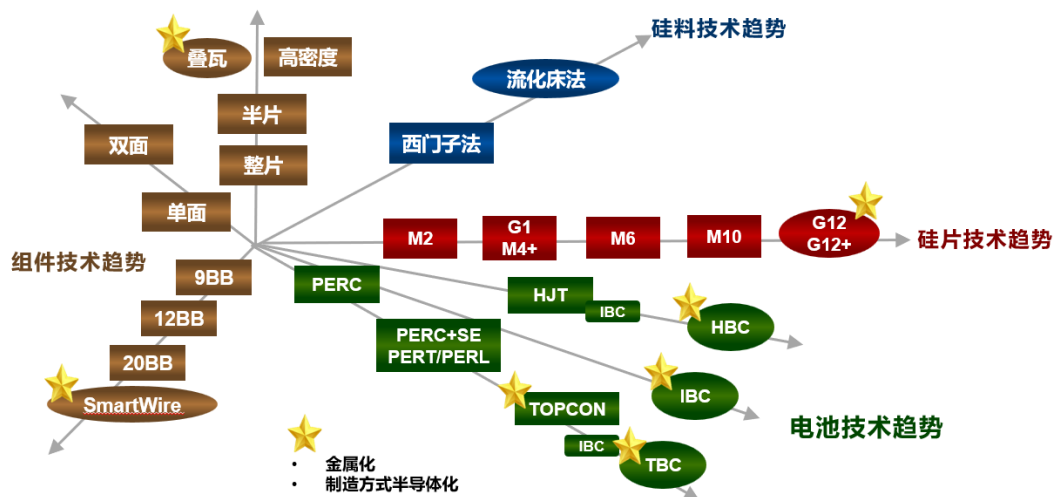 硅料技术趋势
叠瓦
高密度
流化床法
半片
双面
西门子法
整片
单面
M2
G1
M4+
M6
M10
G12
G12+
硅片技术趋势
组件技术趋势
9BB
PERC
HJT
IBC
HBC
12BB
PERC+SE
PERT/PERL
20BB
SmartWire
TOPCON
IBC
IBC
TBC
电池技术趋势
• 金属化
• 制造方式半导体化